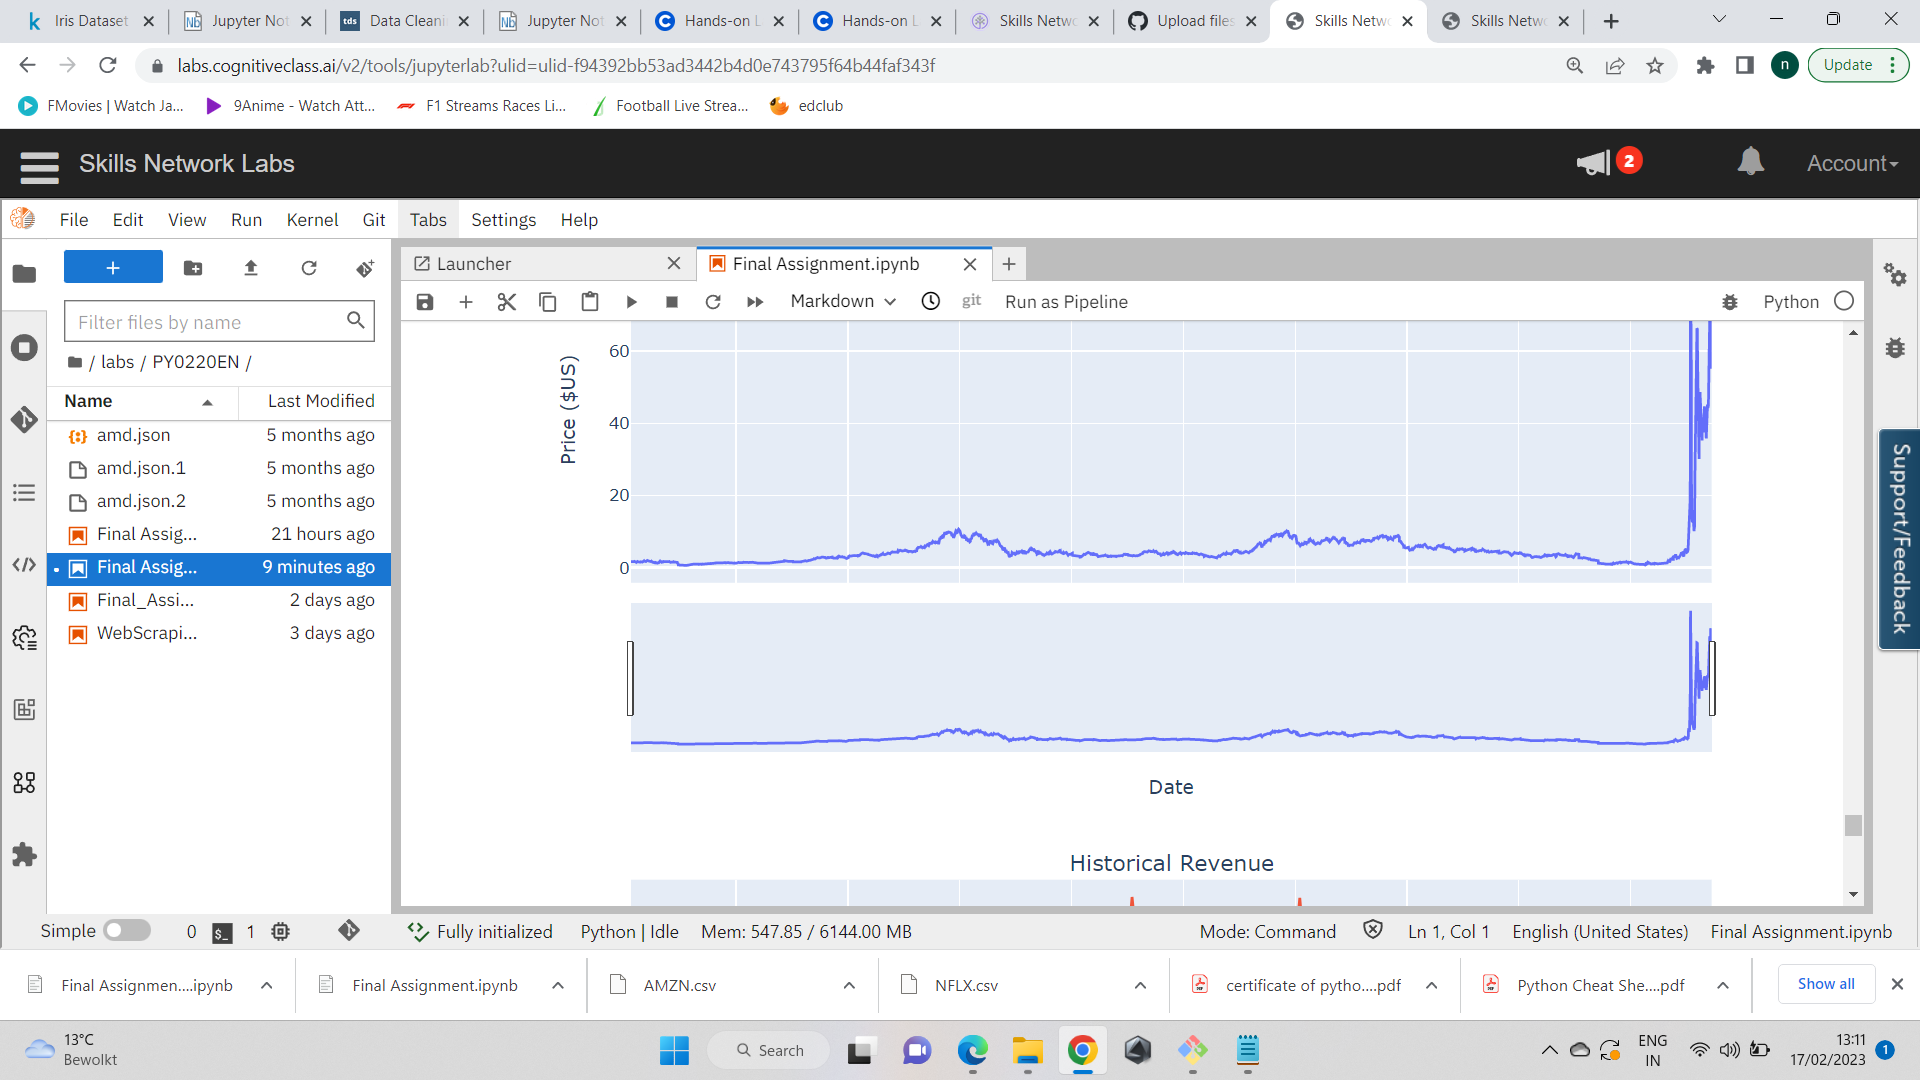 Iris Dataset
Jupyter Not
tds
Data Cleani
Jupyter Not
Hands-on L
Hands-on L
Skills Netwo
Upload files
Skills Netwo
Skills Netwo
labs.cognitiveclass.ai/v2/tools/jupyterlab?ulid=ulid-f94392bb53ad3442b4d0e743795f64b44faf343f
n
Update
FMovies | Watch Ja...
9Anime - Watch Att...
F1 Streams Races Li...
Football Live Strea...
edclub
Skills Network Labs
2
Account
File Edit View Run Kernel Git Tabs Settings Help
Launcher
Final Assignment.ipynb
Markdown
git
Run as Pipeline
Python
Filter files by name
/ labs / PY0220EN /
Name
Last Modified
amd.json 5 months ago
amd.json.1 5 months ago
amd.json.2 5 months ago
Final Assig... 21 hours ago
Final Assig... 9 minutes ago
Final_Assi... 2 days ago
WebScrapi... 3 days ago
Price ($US)
60
40
20
0
Date
Historical Revenue
Support/Feedback
Simple
0
$_
1
Fully initialized
Python | Idle
Mem: 547.85 / 6144.00 MB
Mode: Command
Ln 1, Col 1
English (United States)
Final Assignment.ipynb
Final Assignmen....ipynb
Final Assignment.ipynb
AMZN.csv
NFLX.csv
certificate of pytho....pdf
Python Cheat She....pdf
Show all
13°C
Bewolkt
Search
ENG
IN
13:11
17/02/2023
1